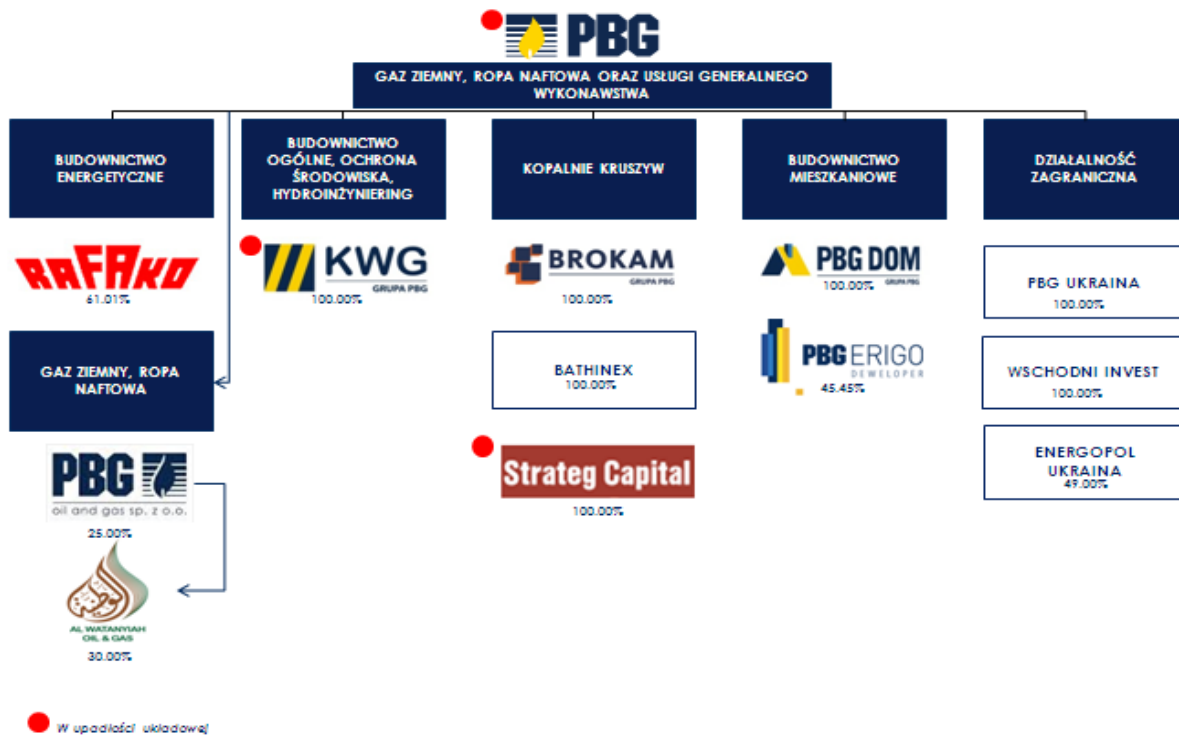 PBG
GAZ ZIEMNY, ROPA NAFTOWA ORAZ USŁUGI GENERALNEGO
WYKONAWSTWA
BUDOWNICTWO
ENERGETYCZNE
RAFAKO
61.01%
GAZ ZIEMNY, ROPA
NAFTOWA
PBG
oil and gas sp. z o.o.
25.00%
الوطنية
AL WATANYIAH
OIL & GAS
30.00%
BUDOWNICTWO
OGÓLNE, OCHRONA
ŚRODOWISKA,
HYDROINŻYNIERING
KWG
GRUPA PBG
100.00%
KOPALNIE KRUSZYW
BROKAM
GRUPA PBG
100.00%
BATHINEX
100.00%
Strateg Capital
100.00%
BUDOWNICTWO
MIESZKANIOWE
PBG DOM
GRUPA PBG
100.00%
PBG ERIGO
DEWELOPER
45.45%
DZIAŁALNOŚĆ
ZAGRANICZNA
PBG UKRAINA
100.00%
WSCHODNI INVEST
100.00%
ENERGOPOL
UKRAINA
49.00%
W upadłości układowej